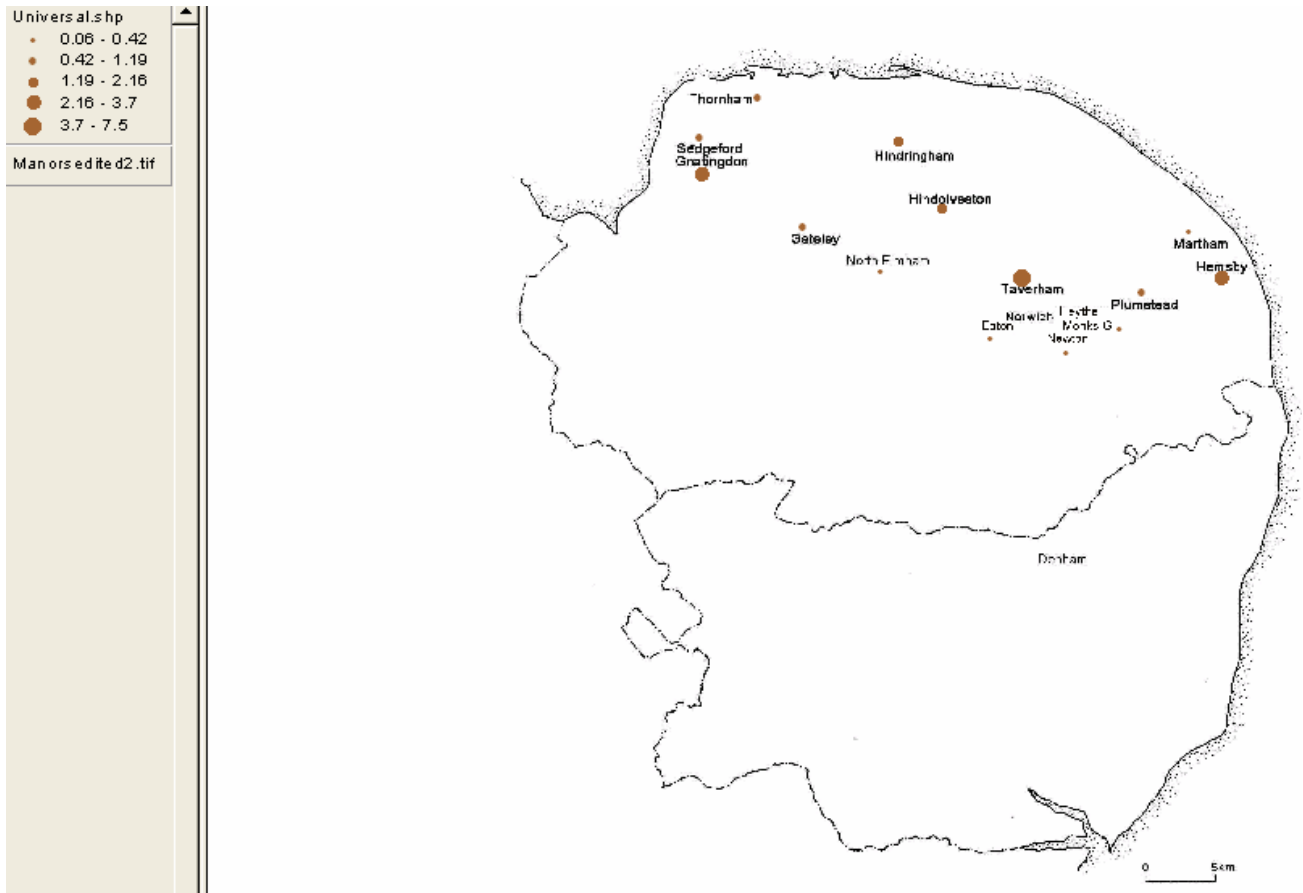 Universal.shp
0.06 - 0.42
0.42 - 1.19
1.19 - 2.16
2.16 - 3.7
3.7 - 7.5
Manorsedited2.tif
Thornham
Sedgeford
Gnatingdon
Hindringham
Hindolveston
Gateley
North Elmham
Martham
Hemsby
Taverham
Plumstead
Norwich
Eaton
Monks G
Newton
Denham
0 5km